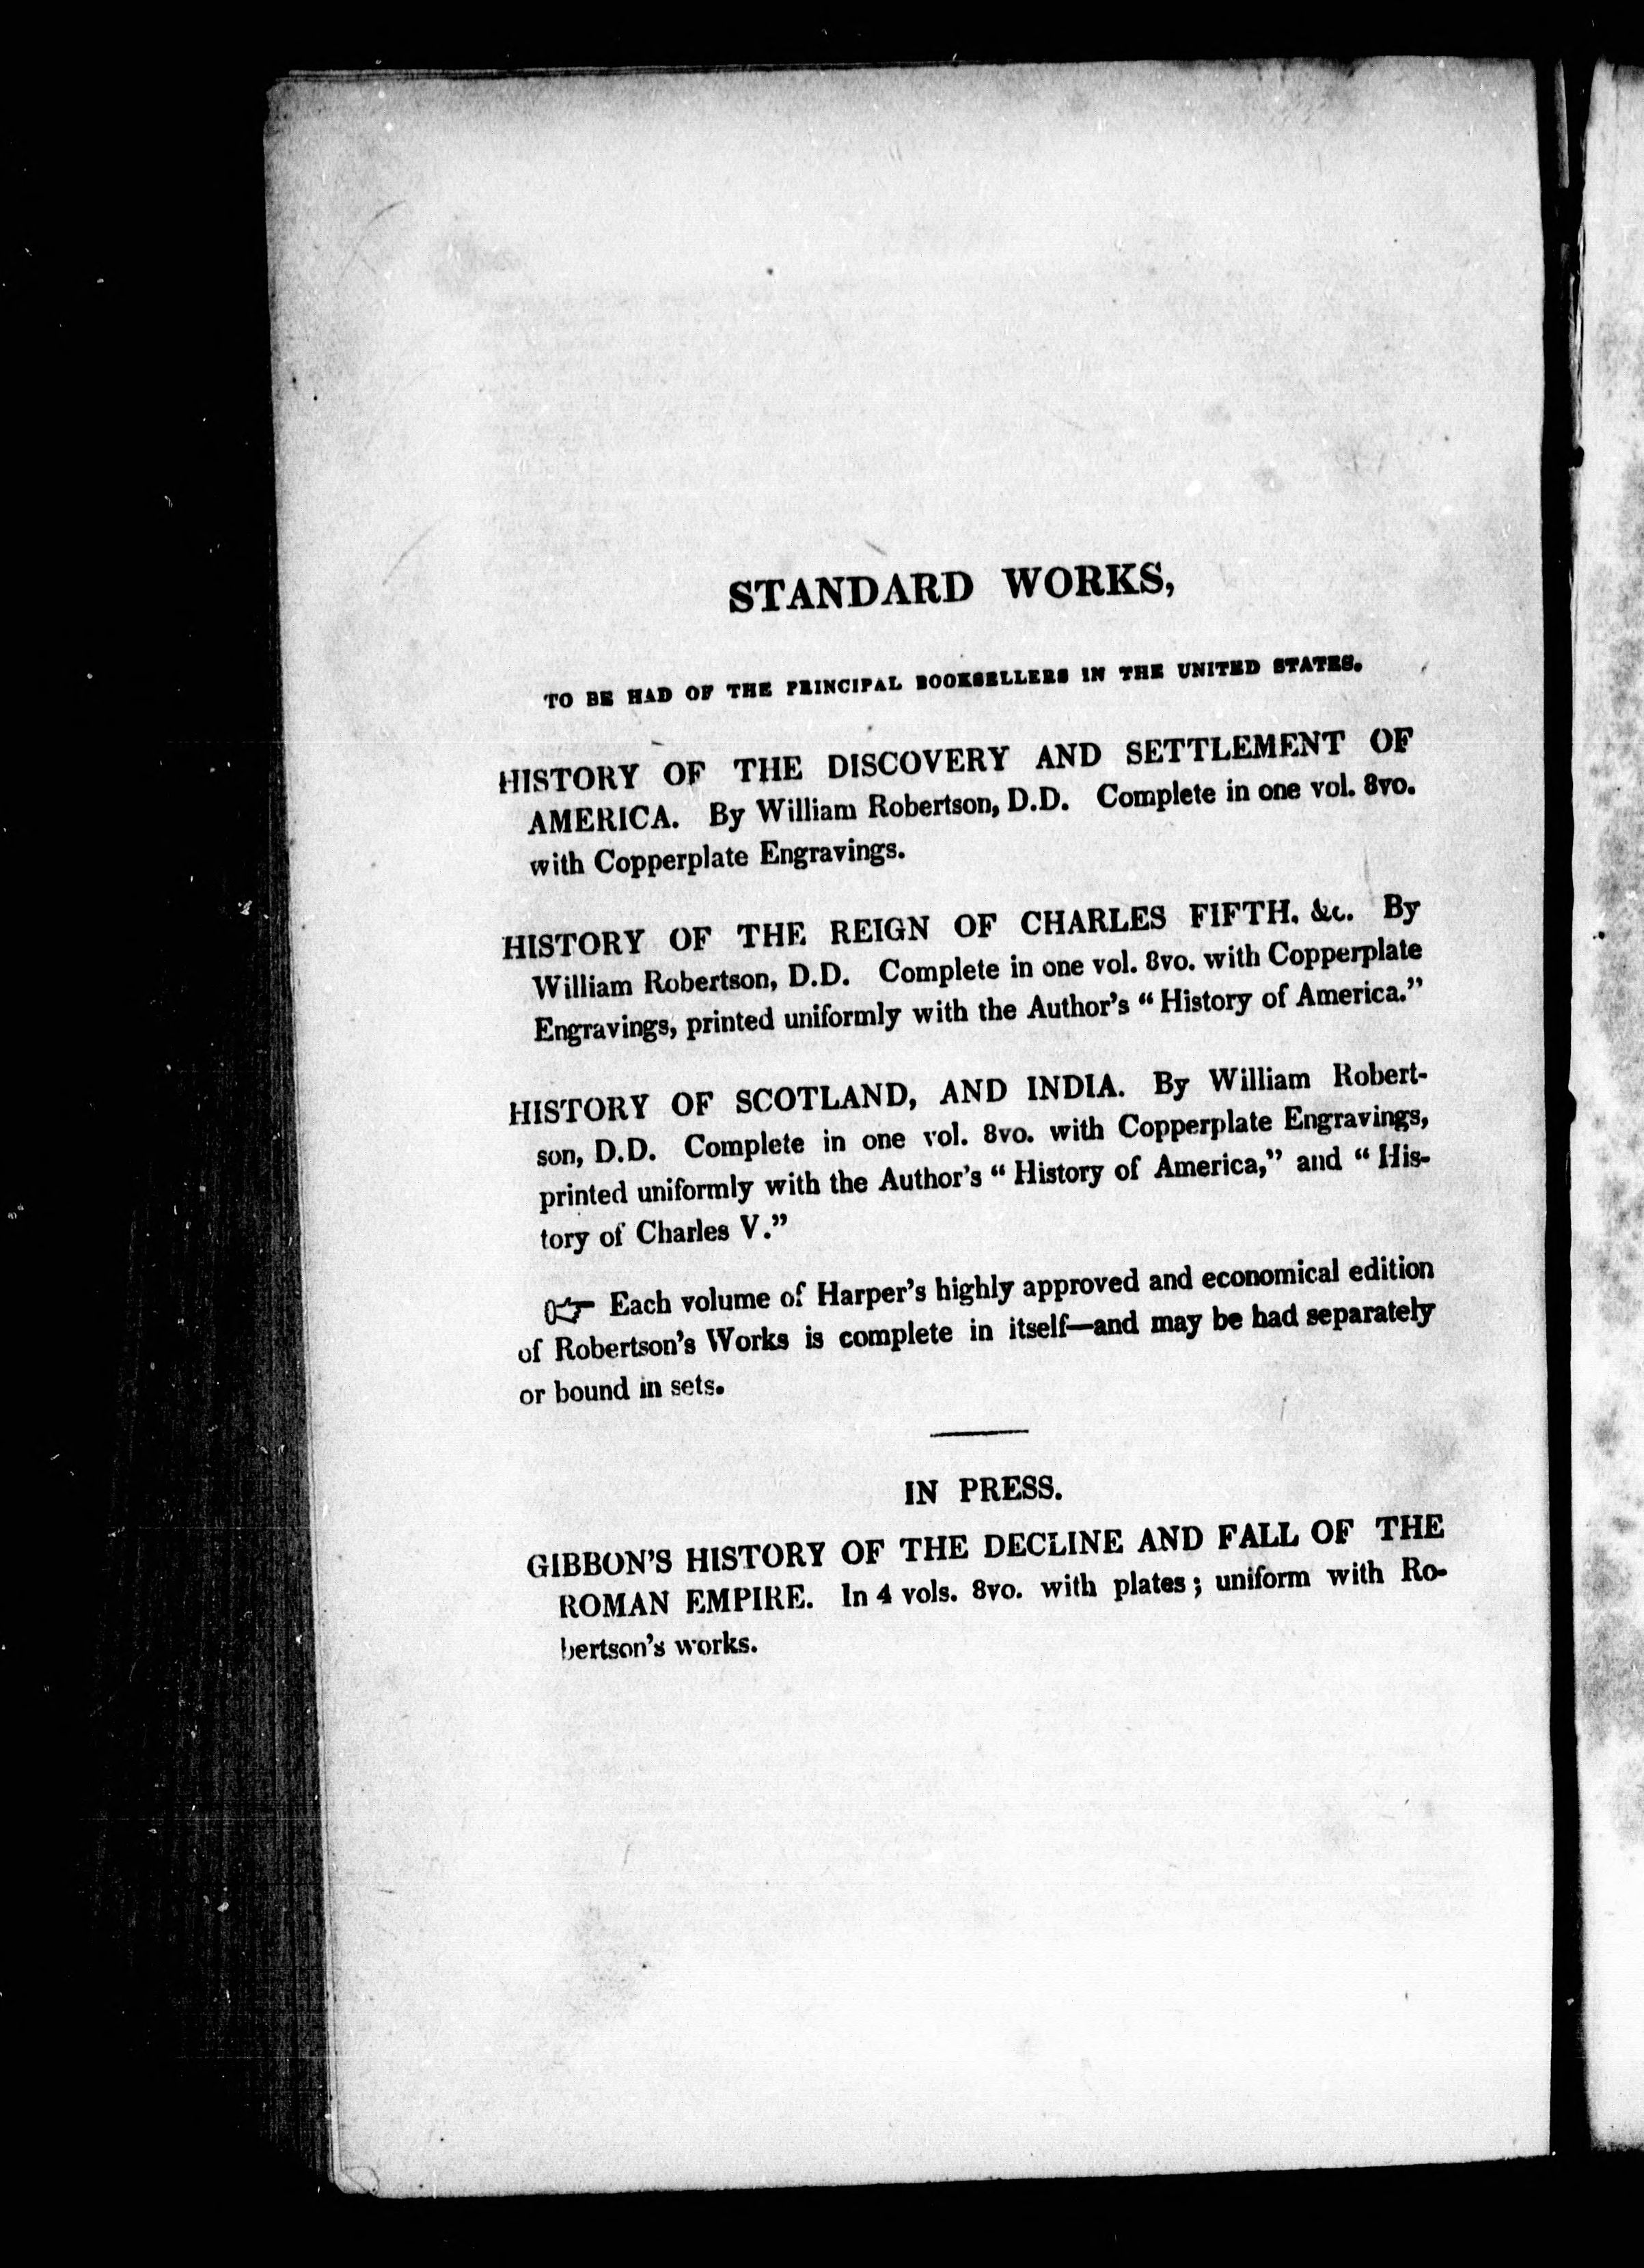 STANDARD WORKS,
TO BE HAD OF THE PRINCIPAL BOOKSELLERS IN THE UNITED STATES.
HISTORY OF THE DISCOVERY AND SETTLEMENT OF
AMERICA. By William Robertson, D.D. Complete in one vol. 8vo.
with Copperplate Engravings.
HISTORY OF THE REIGN OF CHARLES FIFTH. &c. By
William Robertson, D.D. Complete in one vol. 8vo. with Copperplate
Engravings, printed uniformly with the Author's “ History of America.”
HISTORY OF SCOTLAND, AND INDIA. By William Robert-
son, D.D. Complete in one vol. 8vo. with Copperplate Engravings,
printed uniformly with the Author's “ History of America,” and “ His-
tory of Charles V.”
☞ Each volume of Harper's highly approved and economical edition
of Robertson's Works is complete in itself—and may be had separately
or bound in sets.
IN PRESS.
GIBBON'S HISTORY OF THE DECLINE AND FALL OF THE
ROMAN EMPIRE. In 4 vols. 8vo. with plates; uniform with Ro-
bertson's works.